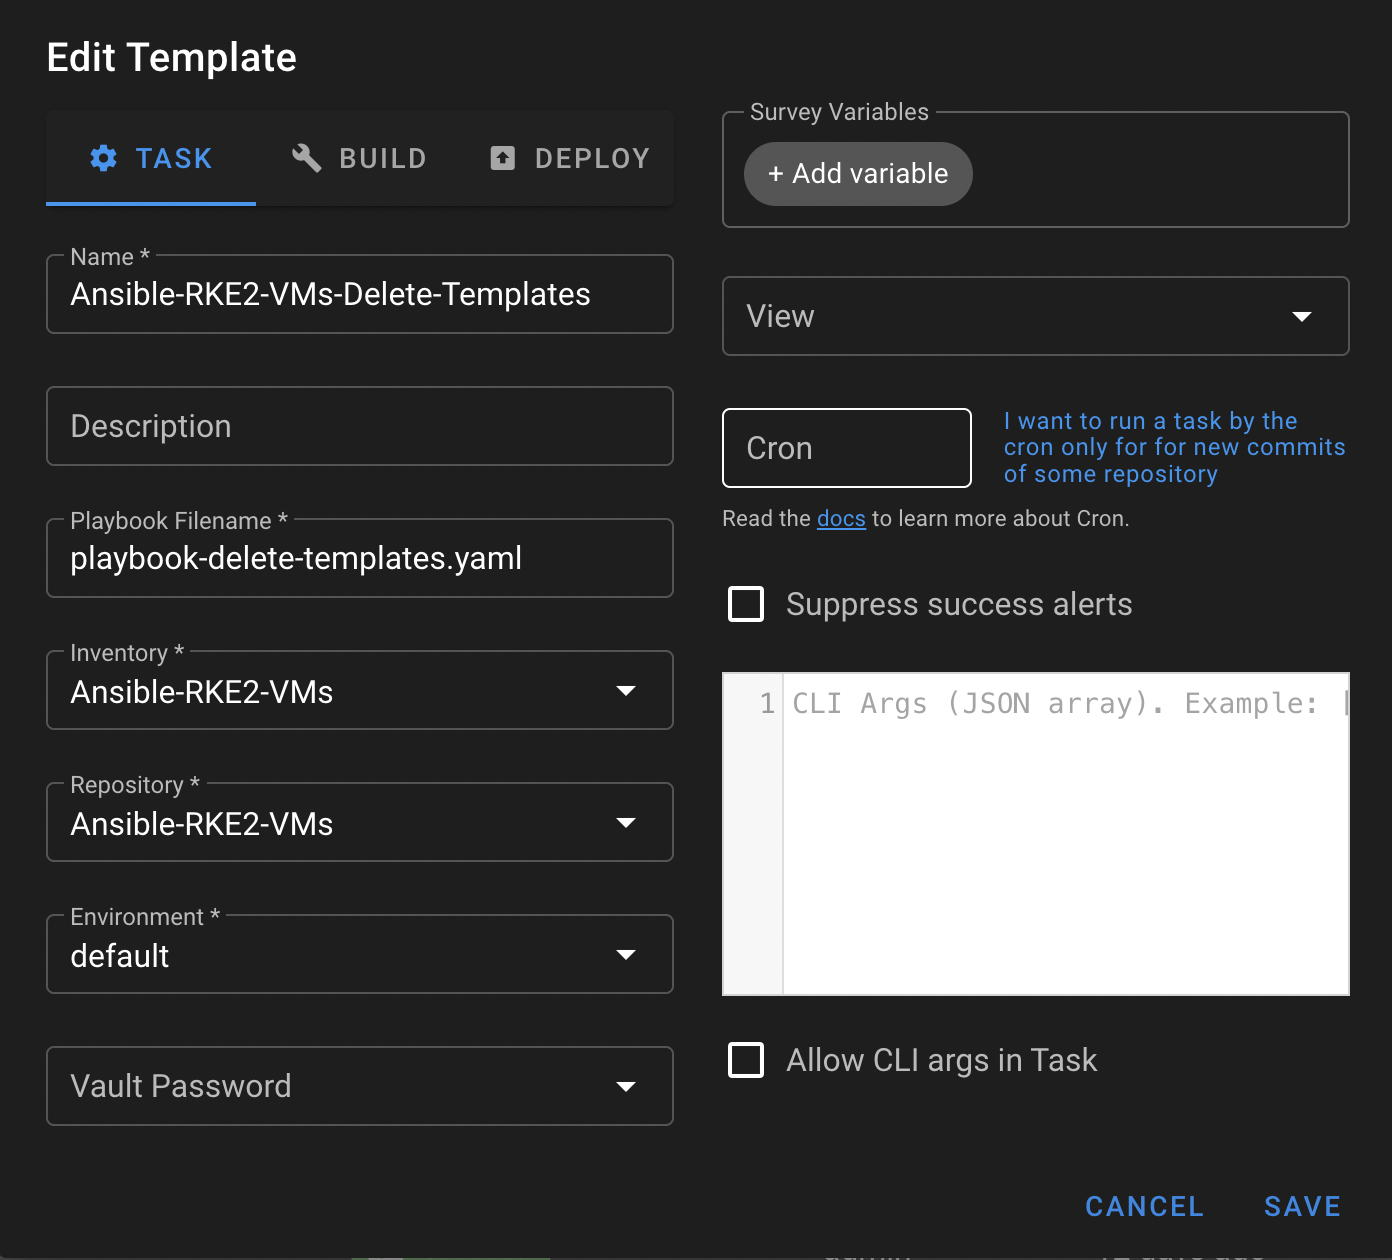 Edit Template
TASK
BUILD
DEPLOY
Name *
Ansible-RKE2-VMs-Delete-Templates
Description
Playbook Filename *
playbook-delete-templates.yaml
Inventory *
Ansible-RKE2-VMs
Repository *
Ansible-RKE2-VMs
Environment *
default
Vault Password
Survey Variables
+ Add variable
View
Cron
I want to run a task by the
cron only for for new commits
of some repository
Read the docs to learn more about Cron.
Suppress success alerts
1 CLI Args (JSON array). Example:
Allow CLI args in Task
CANCEL
SAVE